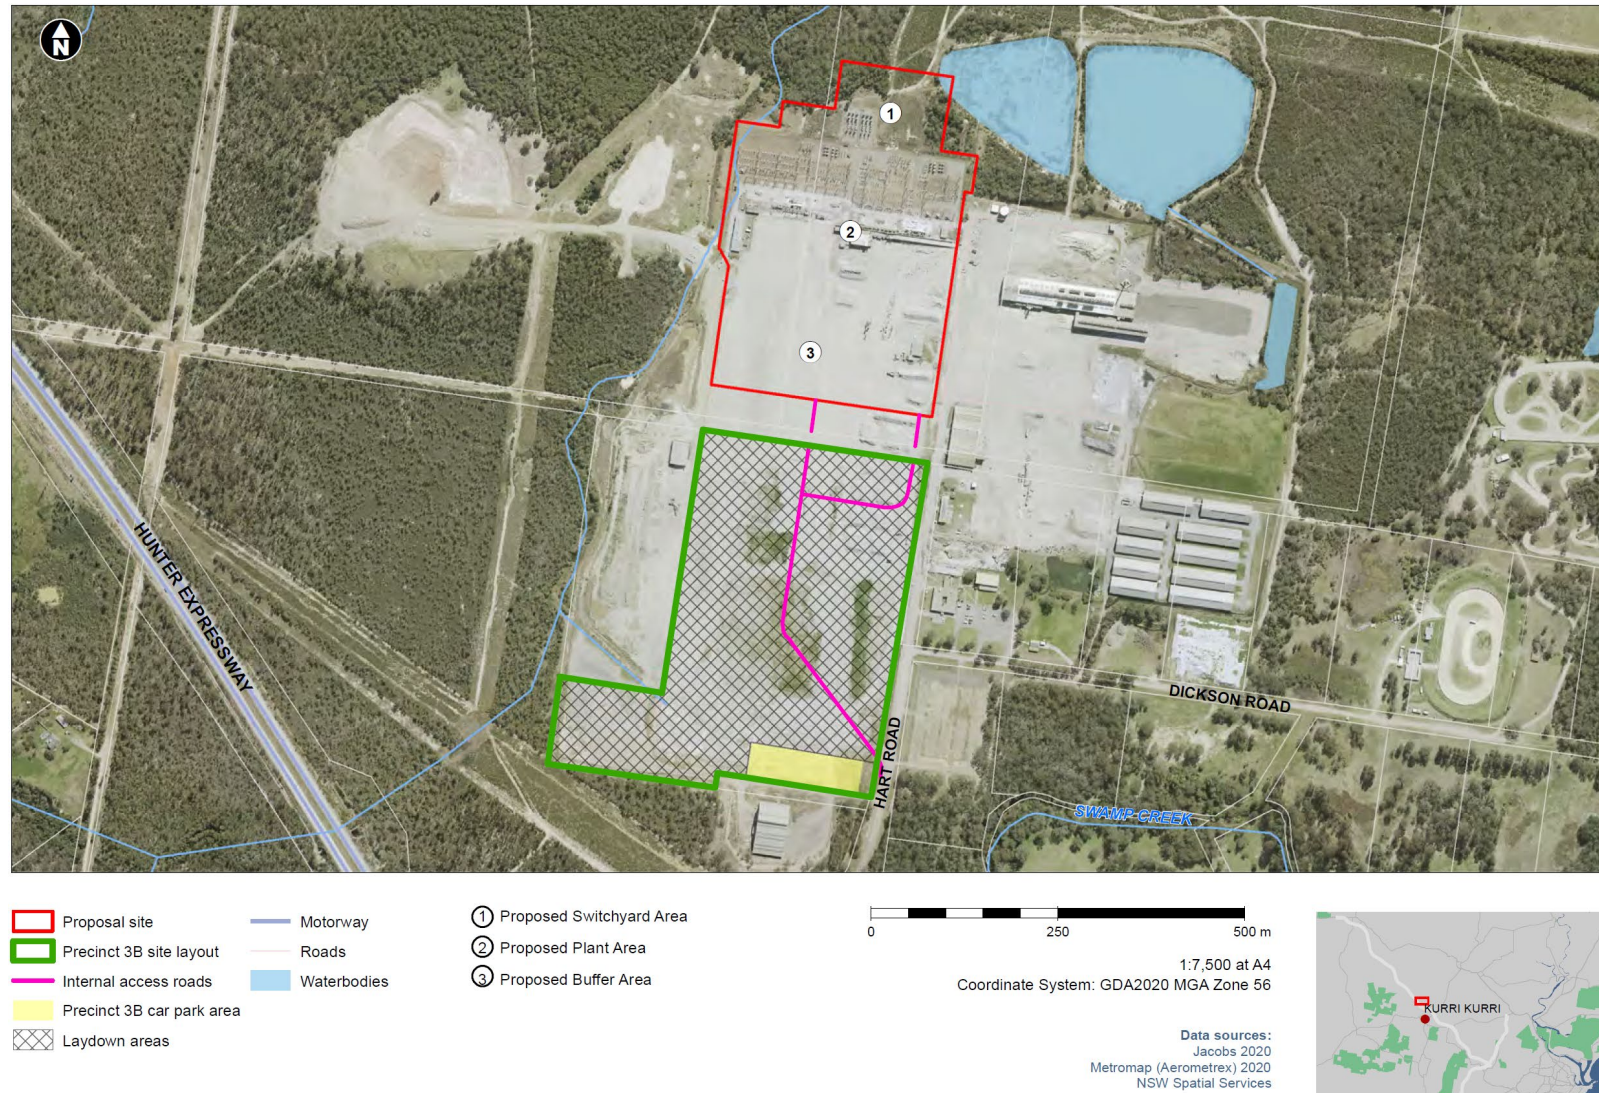 N
1
2
3
HUNTER EXPRESSWAY
HART ROAD
DICKSON ROAD
SWAMP CREEK
Proposal site
Precinct 3B site layout
Internal access roads
Precinct 3B car park area
Laydown areas
Motorway
Roads
Waterbodies
1 Proposed Switchyard Area
2 Proposed Plant Area
3 Proposed Buffer Area
0 250 500 m
1:7,500 at A4
Coordinate System: GDA2020 MGA Zone 56
Data sources:
Jacobs 2020
Metromap (Aerometrex) 2020
NSW Spatial Services
KURRI KURRI